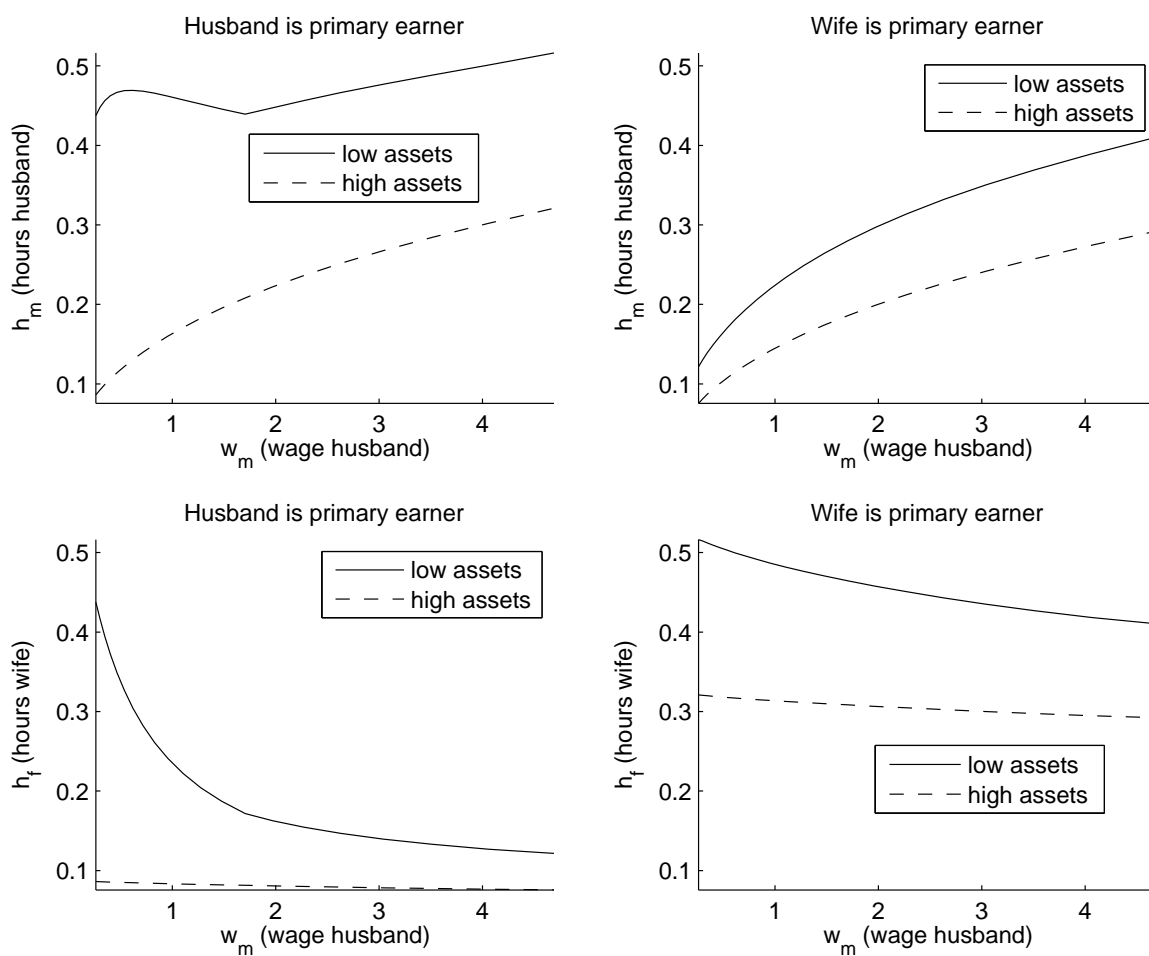 Husband is primary earner
h_m (hours husband)
0.5
0.4
0.3
0.2
0.1
low assets
high assets
1 2 3 4
w_m (wage husband)
Wife is primary earner
h_m (hours husband)
0.5
0.4
0.3
0.2
0.1
low assets
high assets
1 2 3 4
w_m (wage husband)
Husband is primary earner
h_f (hours wife)
0.5
0.4
0.3
0.2
0.1
low assets
high assets
1 2 3 4
w_m (wage husband)
Wife is primary earner
h_f (hours wife)
0.5
0.4
0.3
0.2
0.1
low assets
high assets
1 2 3 4
w_m (wage husband)